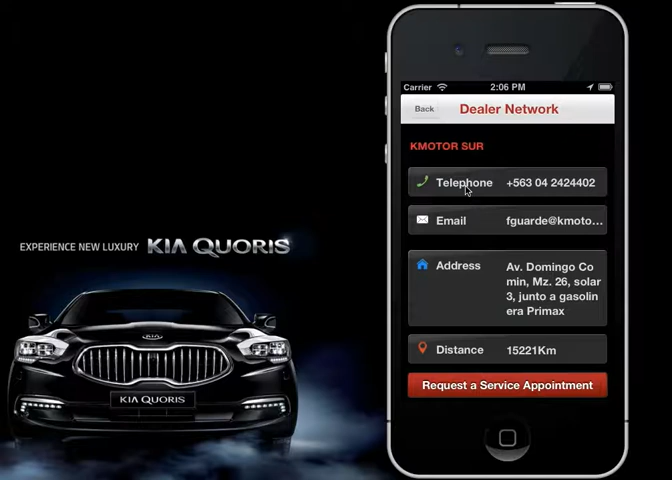 Carrier
2:06 PM
Back
Dealer Network
KMOTOR SUR
Telephone
+563 04 2424402
Email
fguarde@kmoto...
Address
Av. Domingo Co
min, Mz. 26, solar
3, junto a gasolin
era Primax
Distance
15221Km
Request a Service Appointment
EXPERIENCE NEW LUXURY KIA QUORIS
KIA
KIA QUORIS